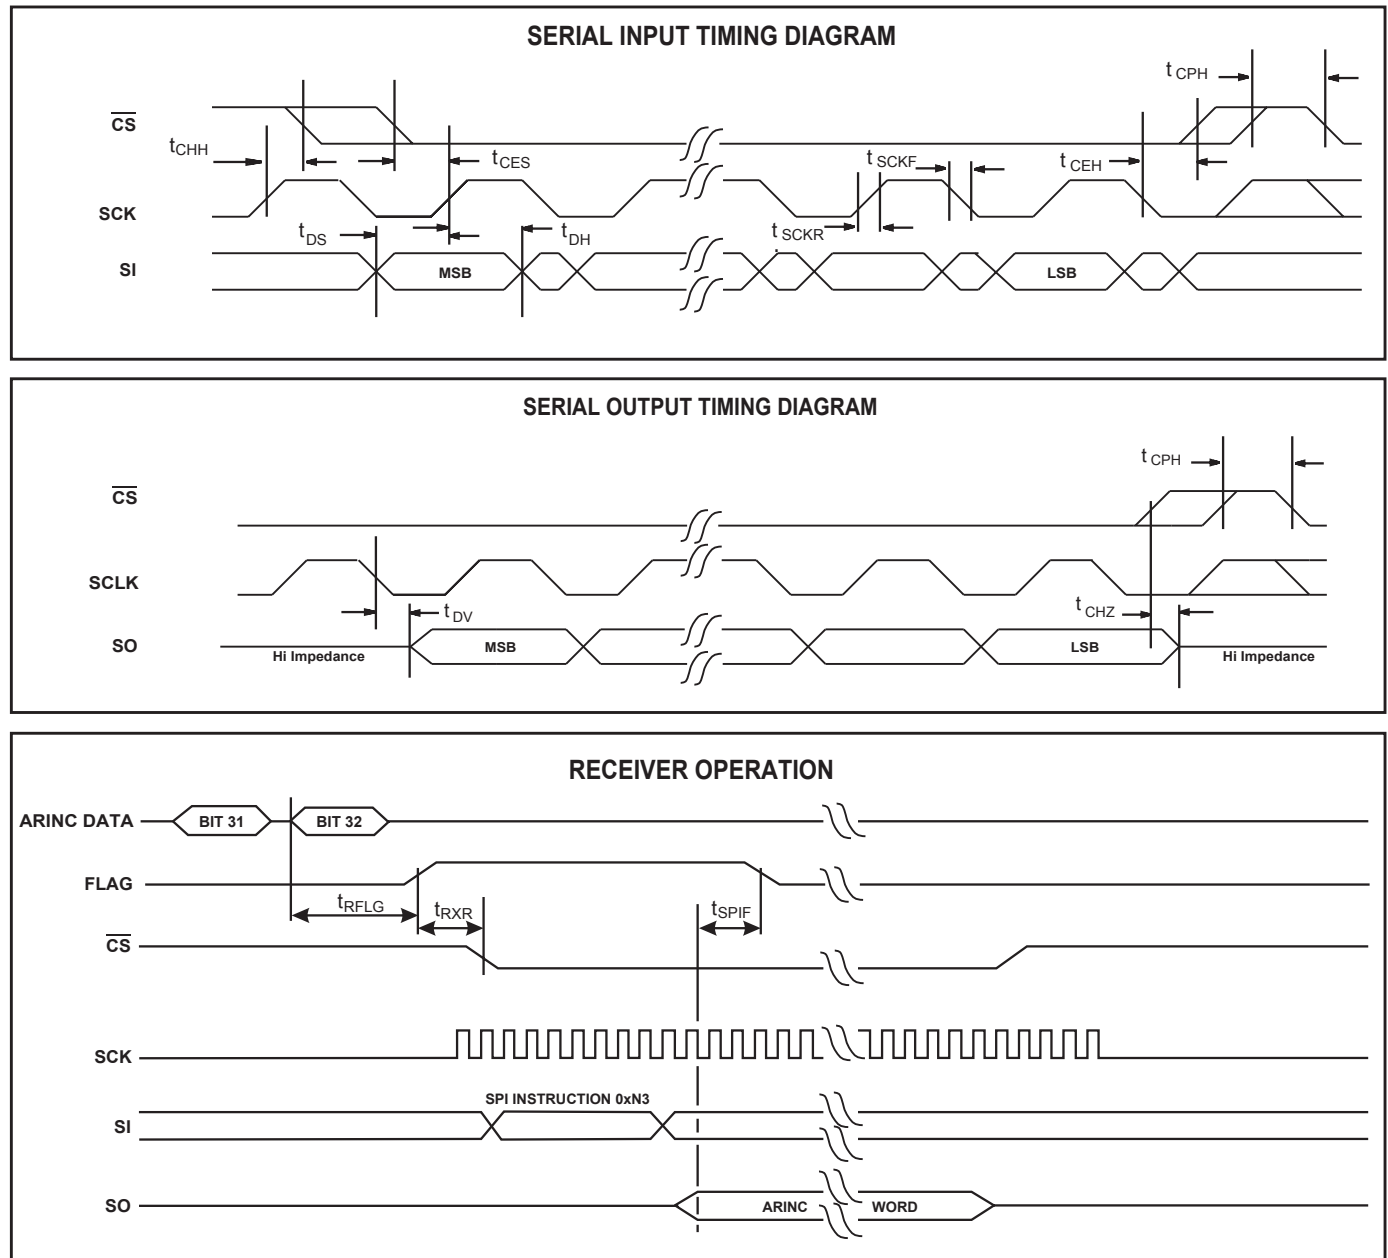 SERIAL INPUT TIMING DIAGRAM
t CPH
CS
tCHH
tCES
t SCKF
t CEH
SCK
tDS
tDH
t SCKR
SI
MSB
LSB
SERIAL OUTPUT TIMING DIAGRAM
t CPH
CS
SCLK
tDV
t CHZ
SO
Hi Impedance
MSB
LSB
Hi Impedance
RECEIVER OPERATION
ARINC DATA
BIT 31
BIT 32
FLAG
tRFLG
tRXR
tSPIF
CS
SCK
SPI INSTRUCTION 0xN3
SI
SO
ARINC
WORD